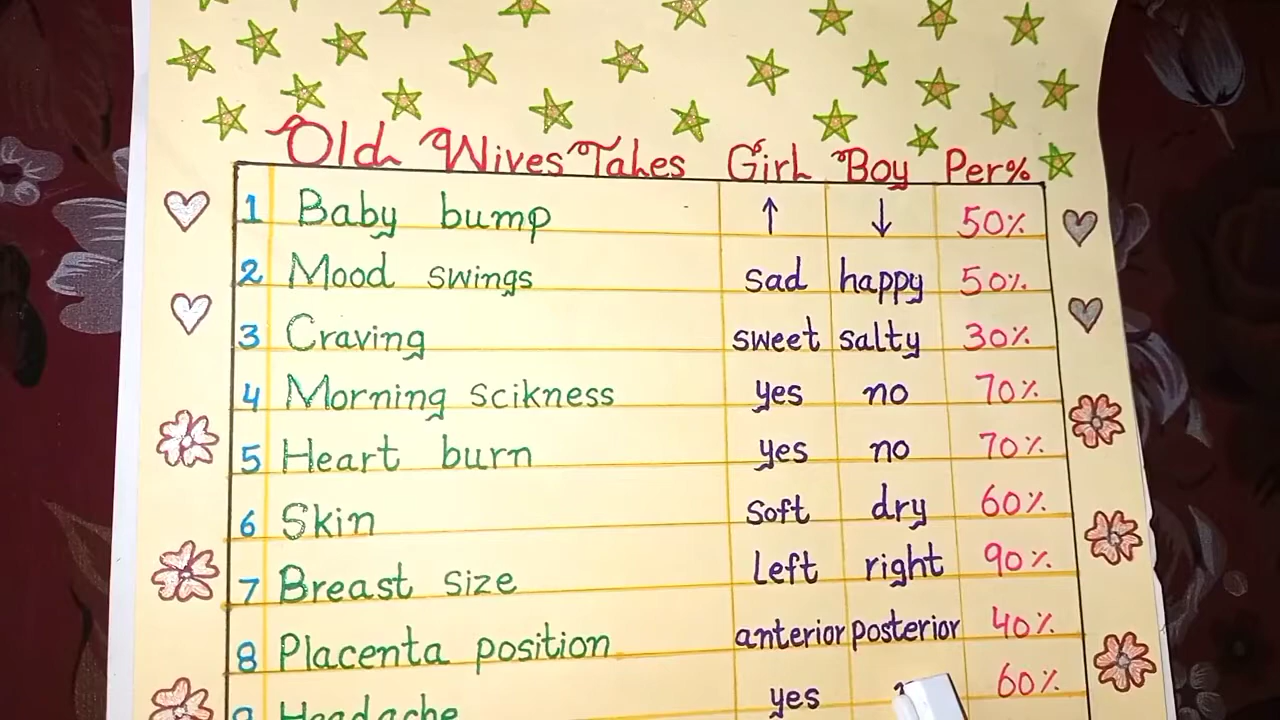 Old Wives Tales Girl Boy Per%
1 Baby bump ↑ ↓ 50%
2 Mood swings sad happy 50%
3 Craving sweet salty 30%
4 Morning scikness yes no 70%
5 Heart burn yes no 70%
6 Skin Soft dry 60%
7 Breast size Left right 90%
8 Placenta position anterior posterior 40%
9 Headache yes 60%